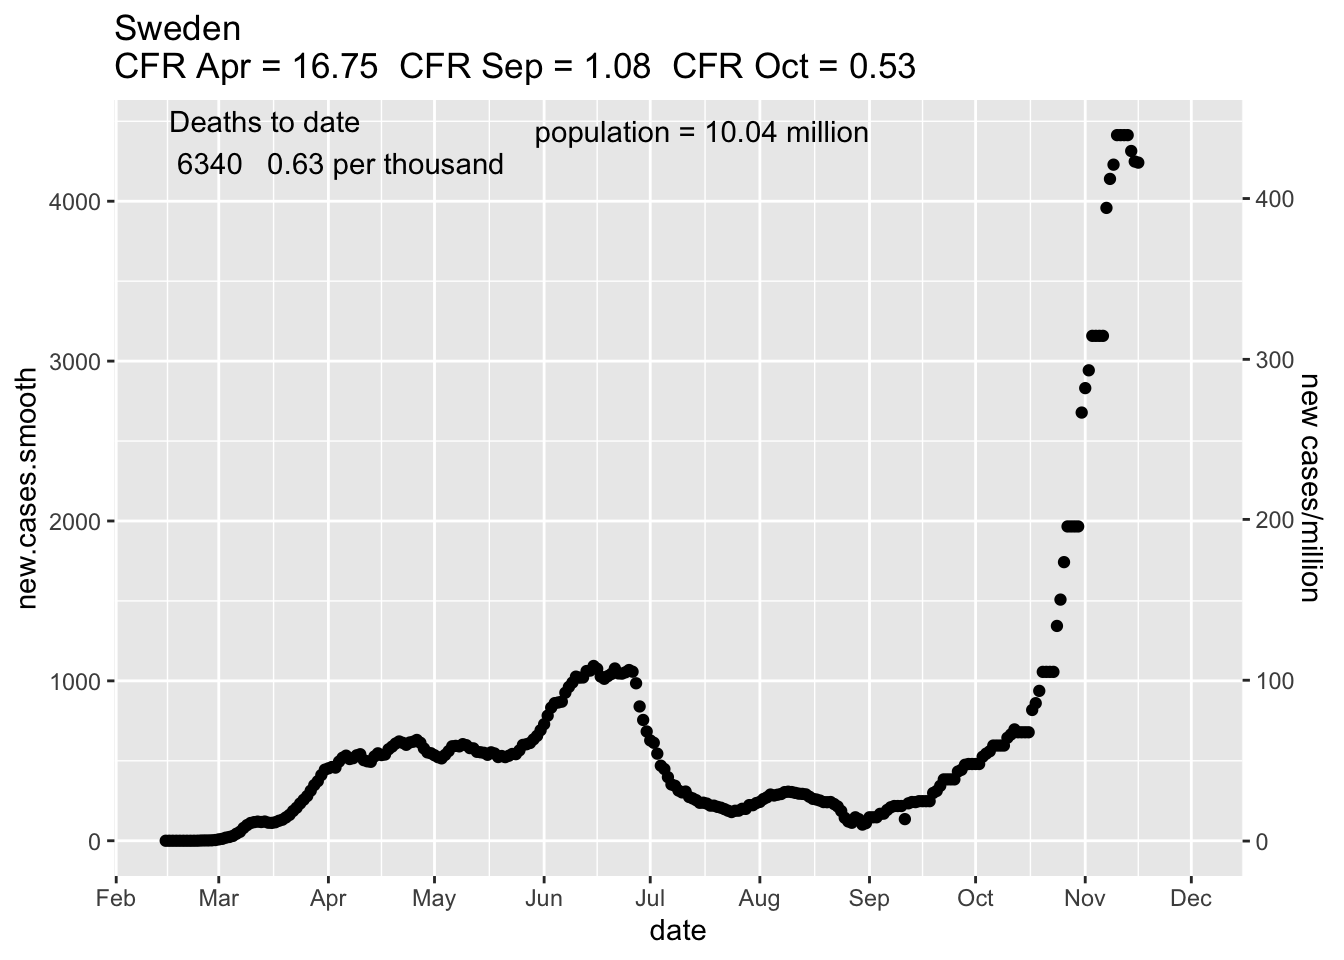 Sweden
CFR Apr = 16.75  CFR Sep = 1.08  CFR Oct = 0.53
Deaths to date
6340   0.63 per thousand
population = 10.04 million
new.cases.smooth
4000
3000
2000
1000
0
400
300
200
100
0
new cases/million
Feb Mar Apr May Jun Jul Aug Sep Oct Nov Dec
date